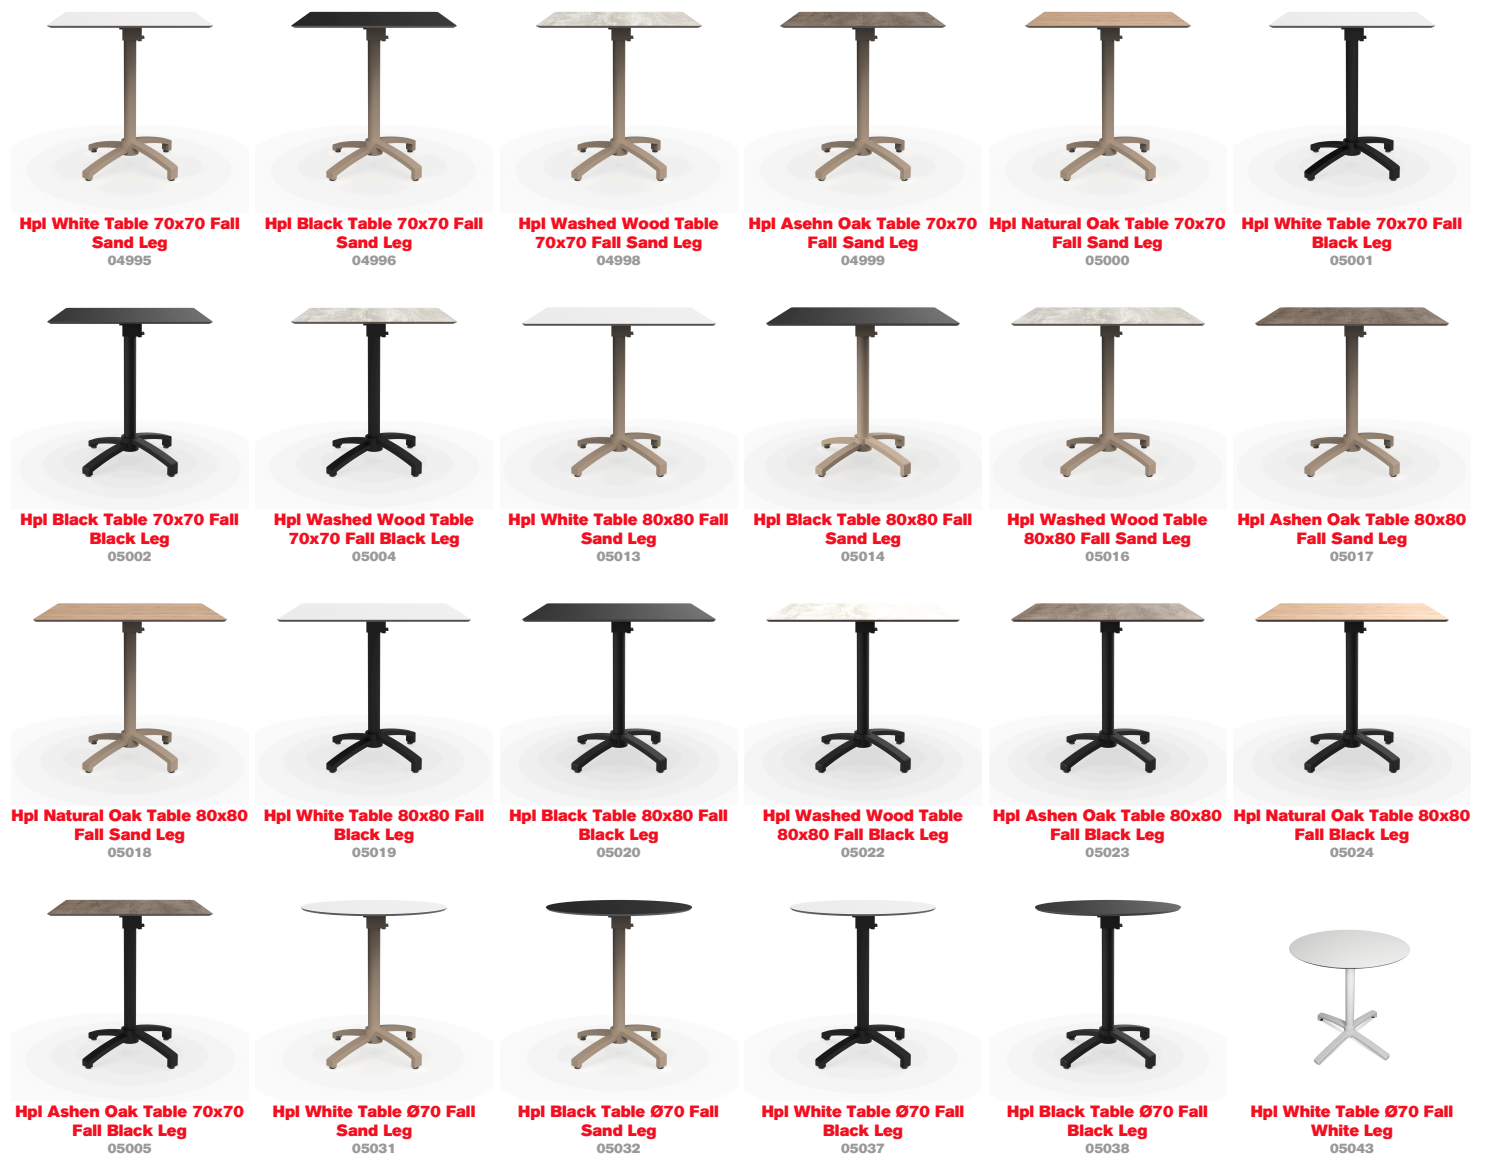 Hpl White Table 70x70 Fall
Sand Leg
04995
Hpl Black Table 70x70 Fall
Sand Leg
04996
Hpl Washed Wood Table
70x70 Fall Sand Leg
04998
Hpl Asehn Oak Table 70x70
Fall Sand Leg
04999
Hpl Natural Oak Table 70x70
Fall Sand Leg
05000
Hpl White Table 70x70 Fall
Black Leg
05001
Hpl Black Table 70x70 Fall
Black Leg
05002
Hpl Washed Wood Table
70x70 Fall Black Leg
05004
Hpl White Table 80x80 Fall
Sand Leg
05013
Hpl Black Table 80x80 Fall
Sand Leg
05014
Hpl Washed Wood Table
80x80 Fall Sand Leg
05016
Hpl Ashen Oak Table 80x80
Fall Sand Leg
05017
Hpl Natural Oak Table 80x80
Fall Sand Leg
05018
Hpl White Table 80x80 Fall
Black Leg
05019
Hpl Black Table 80x80 Fall
Black Leg
05020
Hpl Washed Wood Table
80x80 Fall Black Leg
05022
Hpl Ashen Oak Table 80x80
Fall Black Leg
05023
Hpl Natural Oak Table 80x80
Fall Black Leg
05024
Hpl Ashen Oak Table 70x70
Fall Black Leg
05005
Hpl White Table Ø70 Fall
Sand Leg
05031
Hpl Black Table Ø70 Fall
Sand Leg
05032
Hpl White Table Ø70 Fall
Black Leg
05037
Hpl Black Table Ø70 Fall
Black Leg
05038
Hpl White Table Ø70 Fall
White Leg
05043